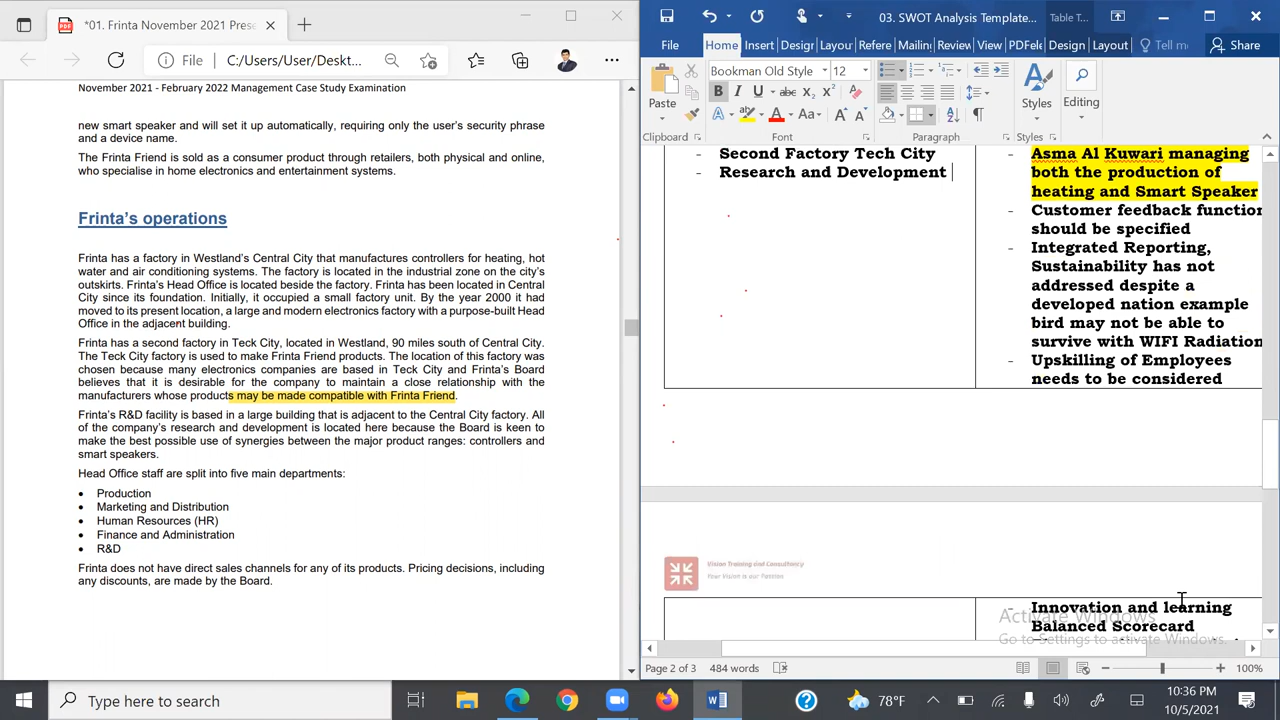 *01. Frinta November 2021 Prese
File
C:/Users/User/Deskt...
November 2021 - February 2022 Management Case Study Examination
new smart speaker and will set it up automatically, requiring only the user's security phrase
and a device name.
The Frinta Friend is sold as a consumer product through retailers, both physical and online,
who specialise in home electronics and entertainment systems.
Frinta's operations
Frinta has a factory in Westland's Central City that manufactures controllers for heating, hot
water and air conditioning systems. The factory is located in the industrial zone on the city's
outskirts. Frinta's Head Office is located beside the factory. Frinta has been located in Central
City since its foundation. Initially, it occupied a small factory unit. By the year 2000 it had
moved to its present location, a large and modern electronics factory with a purpose-built Head
Office in the adjacent building.
Frinta has a second factory in Teck City, located in Westland, 90 miles south of Central City.
The Teck City factory is used to make Frinta Friend products. The location of this factory was
chosen because many electronics companies are based in Teck City and Frinta's Board
believes that it is desirable for the company to maintain a close relationship with the
manufacturers whose products may be made compatible with Frinta Friend.
Frinta's R&D facility is based in a large building that is adjacent to the Central City factory. All
of the company's research and development is located here because the Board is keen to
make the best possible use of synergies between the major product ranges: controllers and
smart speakers.
Head Office staff are split into five main departments:
• Production
• Marketing and Distribution
• Human Resources (HR)
• Finance and Administration
• R&D
Frinta does not have direct sales channels for any of its products. Pricing decisions, including
any discounts, are made by the Board.
03. SWOT Analysis Template...
Table T...
File Home Insert Design Layou Refere Mailing Review View PDFele Design Layout Tell me Share
Bookman Old Style 12
Paste
Styles
Editing
Clipboard Font Paragraph Styles
- Second Factory Tech City
- Research and Development
- Asma Al Kuwari managing
both the production of
heating and Smart Speaker
- Customer feedback function
should be specified
- Integrated Reporting,
Sustainability has not
addressed despite a
developed nation example
bird may not be able to
survive with WIFI Radiation
- Upskilling of Employees
needs to be considered
Vision Training and Consultancy
Your Vision is our Passion
- Innovation and learning
Balanced Scorecard
Activate Windows
Go to Settings to activate Windows.
Page 2 of 3 484 words
100%
Type here to search
78°F
10:36 PM
10/5/2021